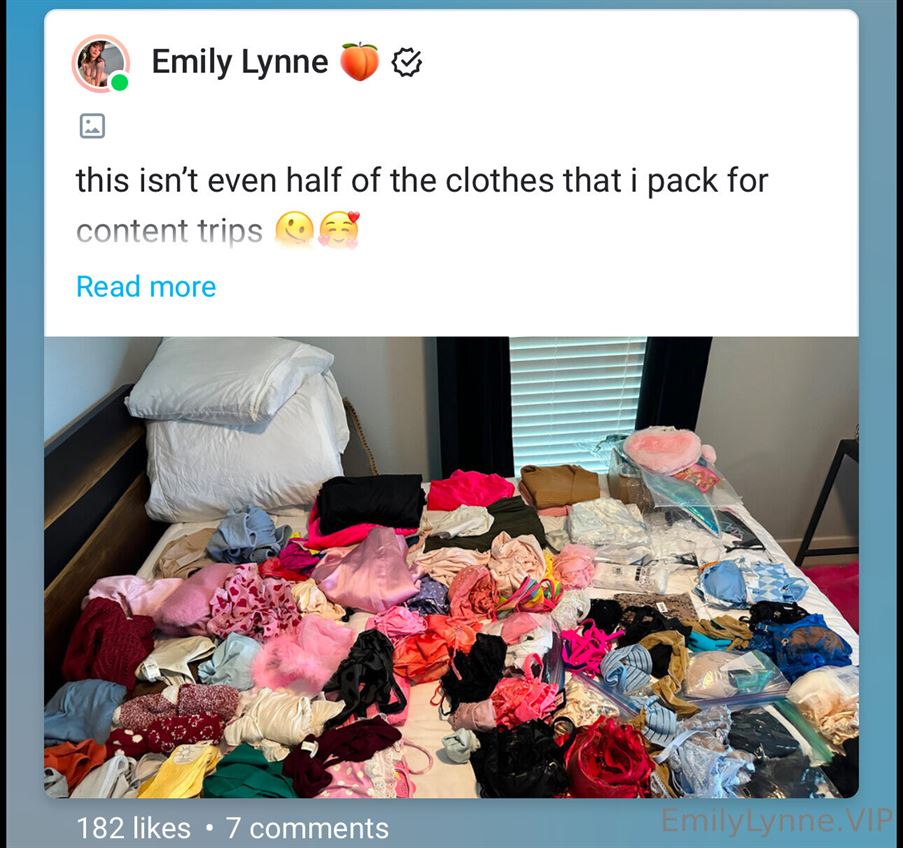 Emily Lynne 🍑
this isn’t even half of the clothes that i pack for
content trips 🫠🥰
Read more
182 likes • 7 comments
EmilyLynne.VIP